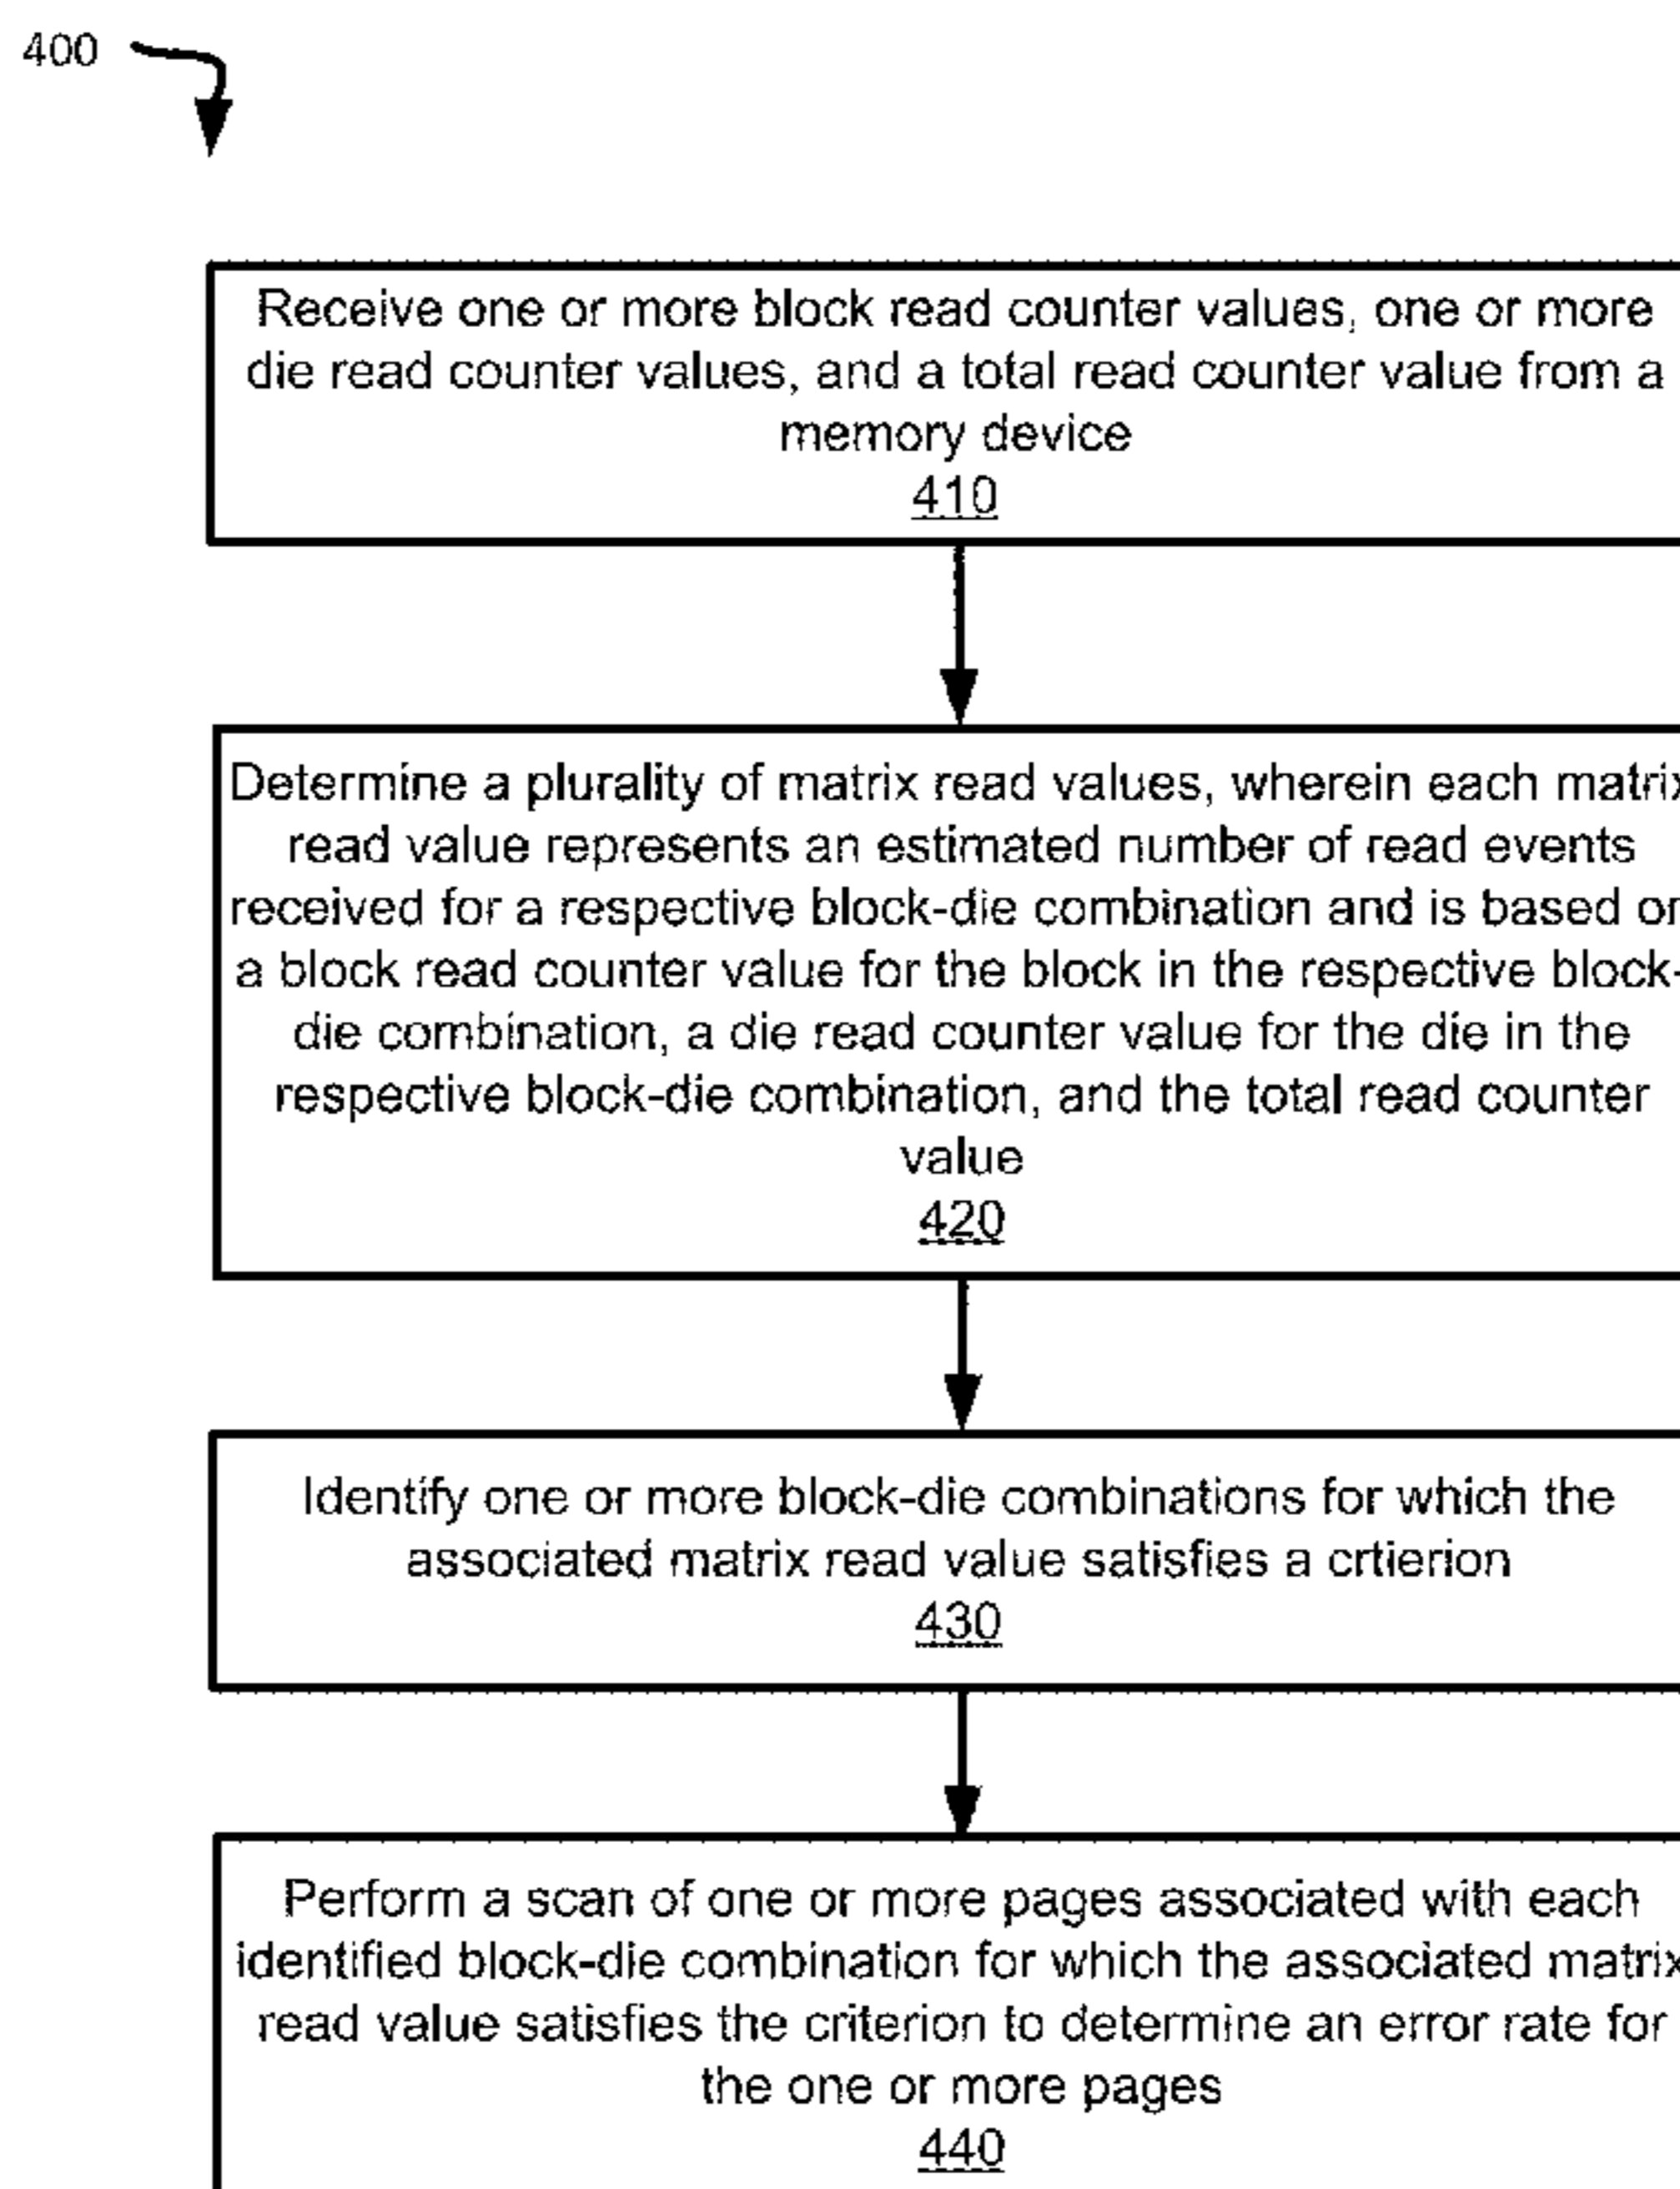 400
Receive one or more block read counter values, one or more
die read counter values, and a total read counter value from a
memory device
410
Determine a plurality of matrix read values, wherein each matrix
read value represents an estimated number of read events
received for a respective block-die combination and is based on
a block read counter value for the block in the respective block-
die combination, a die read counter value for the die in the
respective block-die combination, and the total read counter
value
420
Identify one or more block-die combinations for which the
associated matrix read value satisfies a crtierion
430
Perform a scan of one or more pages associated with each
identified block-die combination for which the associated matrix
read value satisfies the criterion to determine an error rate for
the one or more pages
440